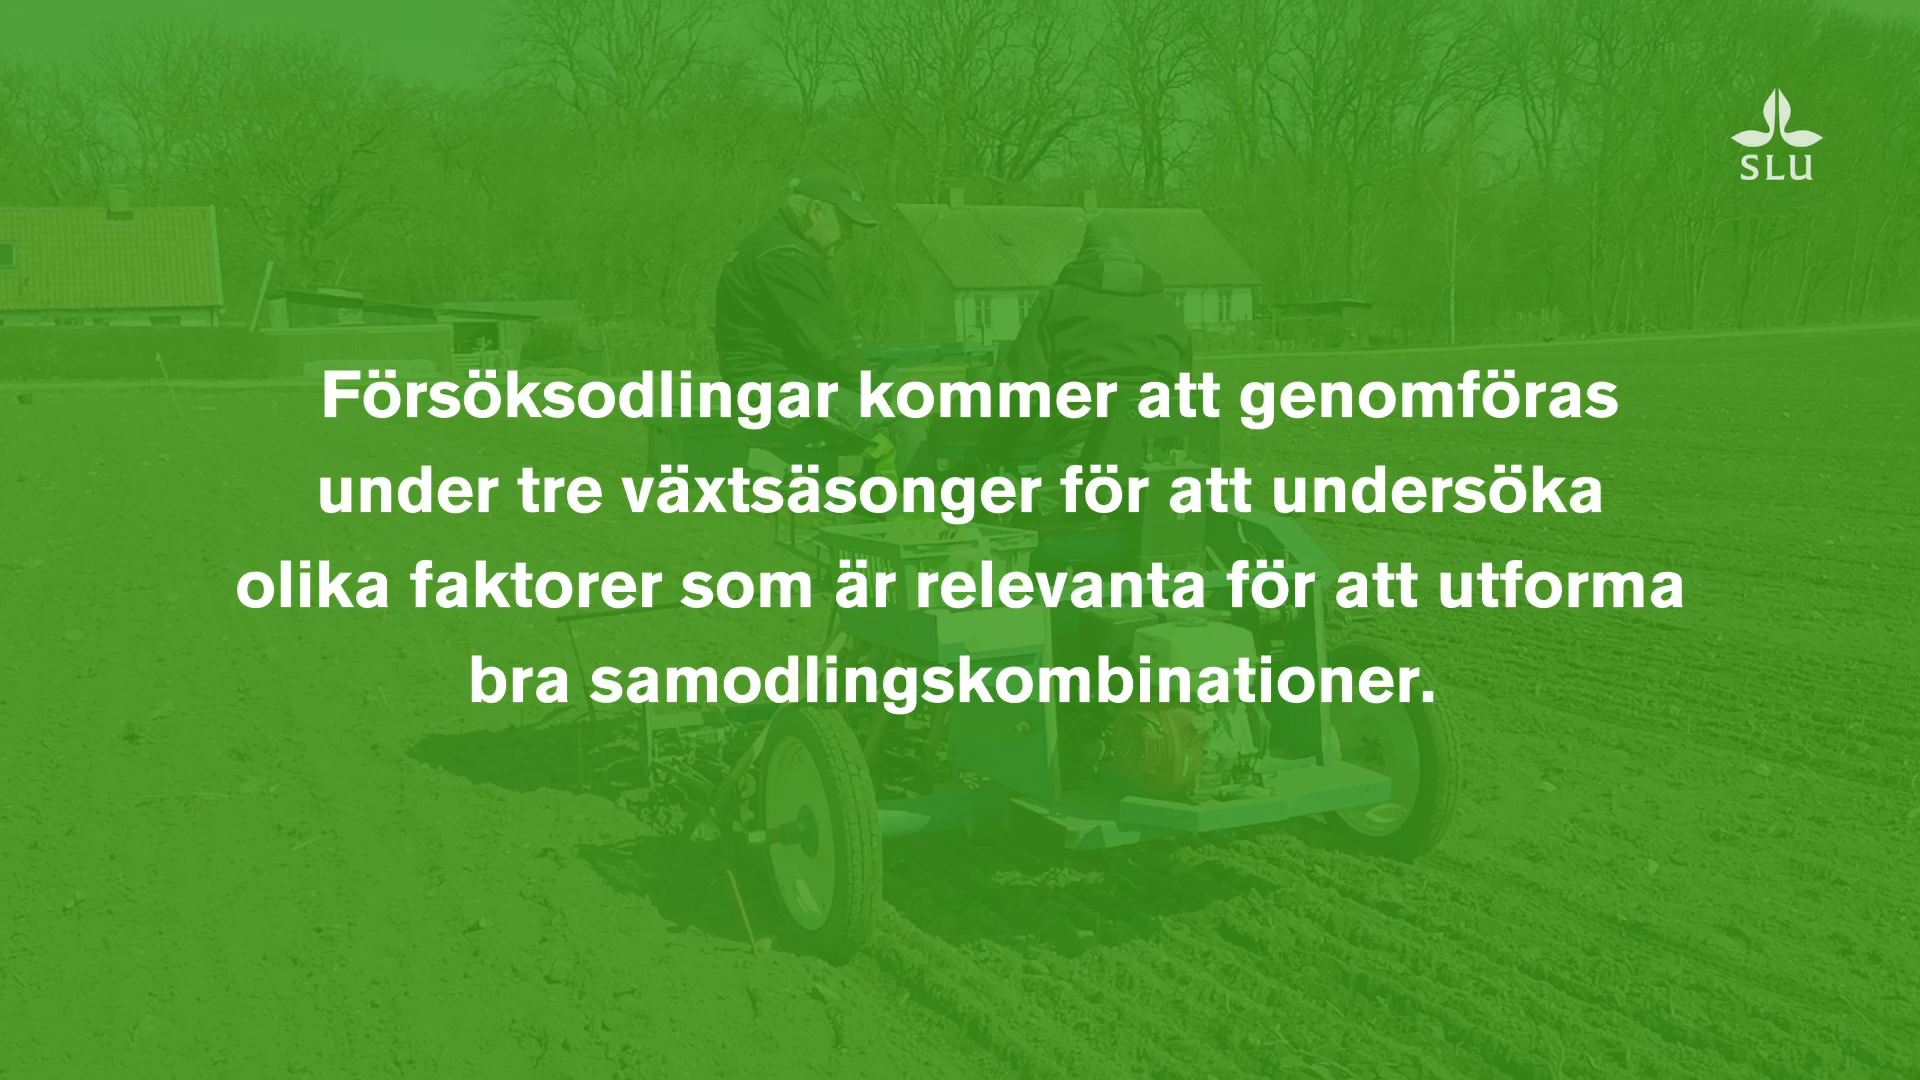 SLU
Försöksodlingar kommer att genomföras
under tre växtsäsonger för att undersöka
olika faktorer som är relevanta för att utforma
bra samodlingskombinationer.